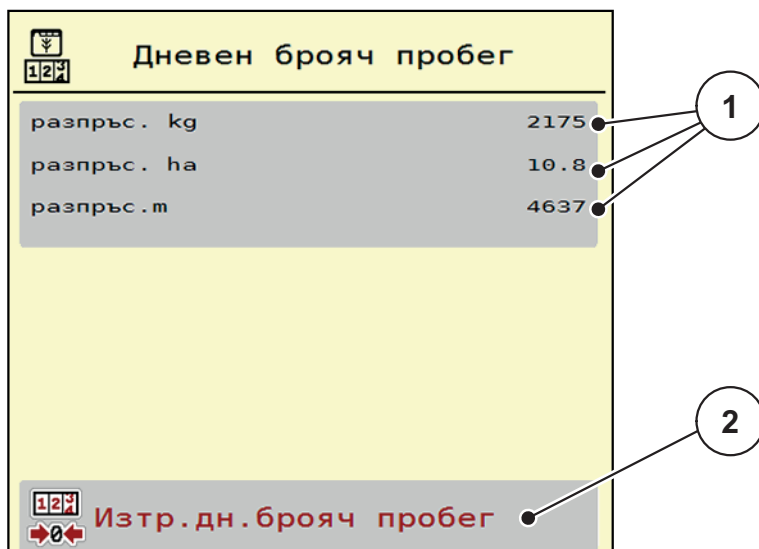 Дневен брояч пробег
разпръс. kg 2175
разпръс. ha 10.8
разпръс.m 4637
1
Изтр.дн.брояч пробег
2